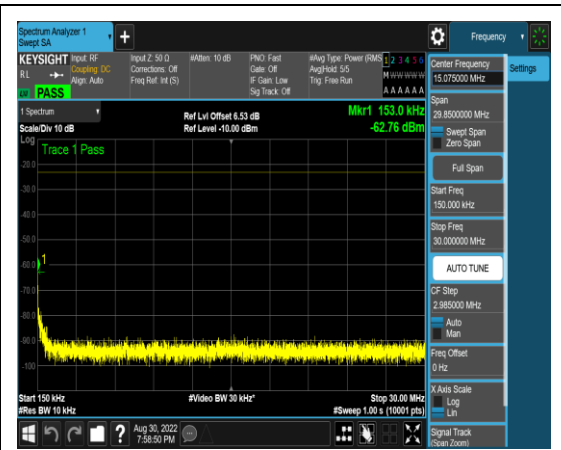 Spectrum Analyzer 1
Swept SA
+
Frequency
KEYSIGHT
RL
PASS
Input: RF
Coupling: DC
Align: Auto
Input Z: 50 Ω
Corrections: Off
Freq Ref: Int (S)
#Atten: 10 dB
PNO: Fast
Gate: Off
IF Gain: Low
Sig Track: Off
#Avg Type: Power (RMS
Avg|Hold: 5/5
Trig: Free Run
1 2 3 4 5 6
M W W W W W
A A A A A A
1 Spectrum
Scale/Div 10 dB
Ref Lvl Offset 6.53 dB
Ref Level -10.00 dBm
Mkr1 153.0 kHz
-62.76 dBm
Log
Trace 1 Pass
-20.0
-30.0
-40.0
-50.0
-60.0
-70.0
-80.0
-90.0
-100
1
Start 150 kHz
#Res BW 10 kHz
#Video BW 30 kHz*
Stop 30.00 MHz
#Sweep 1.00 s (10001 pts)
Center Frequency
15.075000 MHz
Settings
Span
29.8500000 MHz
Swept Span
Zero Span
Full Span
Start Freq
150.000 kHz
Stop Freq
30.000000 MHz
AUTO TUNE
CF Step
2.985000 MHz
Auto
Man
Freq Offset
0 Hz
X Axis Scale
Log
Lin
Signal Track
(Span Zoom)
?
Aug 30, 2022
7:58:50 PM